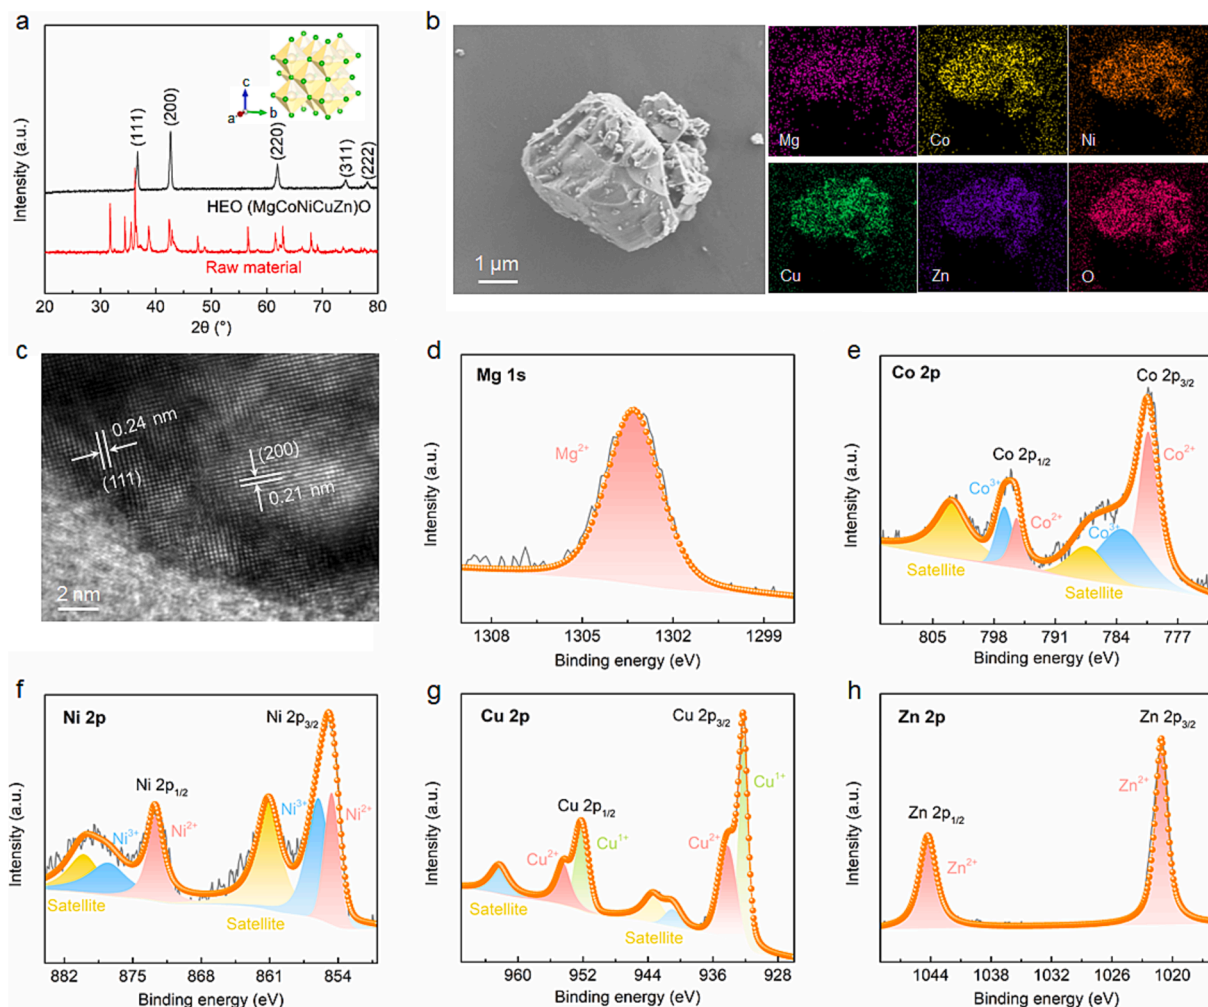 a
c
a
b
(111)
(200)
(220)
(311)
(222)
HEO (MgCoNiCuZn)O
Raw material
Intensity (a.u.)
20 30 40 50 60 70 80
2θ (°)
b
1 μm
Mg
Co
Ni
Cu
Zn
O
c
0.24 nm
(111)
(200)
0.21 nm
2 nm
d
Mg 1s
Mg²⁺
Intensity (a.u.)
1308 1305 1302 1299
Binding energy (eV)
e
Co 2p
Co 2p₃/₂
Co²⁺
Co 2p₁/₂
Co³⁺
Co²⁺
Co³⁺
Satellite
Satellite
Intensity (a.u.)
805 798 791 784 777
Binding energy (eV)
f
Ni 2p
Ni 2p₃/₂
Ni 2p₁/₂
Ni³⁺
Ni²⁺
Ni³⁺
Ni²⁺
Satellite
Satellite
Intensity (a.u.)
882 875 868 861 854
Binding energy (eV)
g
Cu 2p
Cu 2p₃/₂
Cu¹⁺
Cu 2p₁/₂
Cu²⁺
Cu¹⁺
Cu²⁺
Satellite
Satellite
Intensity (a.u.)
960 952 944 936 928
Binding energy (eV)
h
Zn 2p
Zn 2p₃/₂
Zn²⁺
Zn 2p₁/₂
Zn²⁺
Intensity (a.u.)
1044 1038 1032 1026 1020
Binding energy (eV)